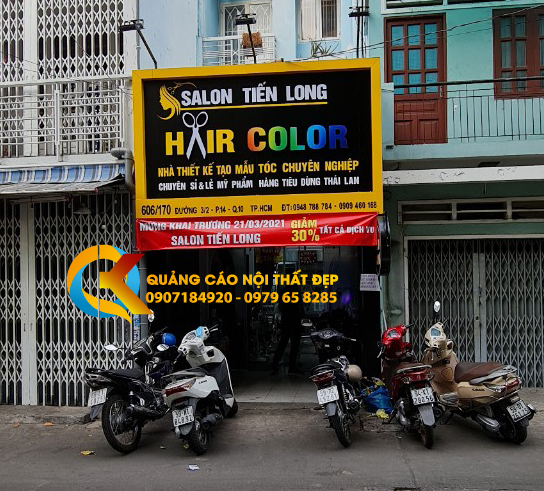 SALON TIẾN LONG
HAIR COLOR
NHÀ THIẾT KẾ TẠO MẪU TÓC CHUYÊN NGHIỆP
CHUYÊN SỈ & LẺ MỸ PHẨM HÀNG TIÊU DÙNG THÁI LAN
606/170 ĐƯỜNG 3/2 - P.14 - Q.10 TP.HCM ĐT: 0948 788 784 - 0909 460 168
MỪNG KHAI TRƯƠNG 21/03/2021
SALON TIẾN LONG
GIẢM
30%
TẤT CẢ DỊCH VỤ
QUẢNG CÁO NỘI THẤT ĐẸP
0907184920 - 0979 65 8285